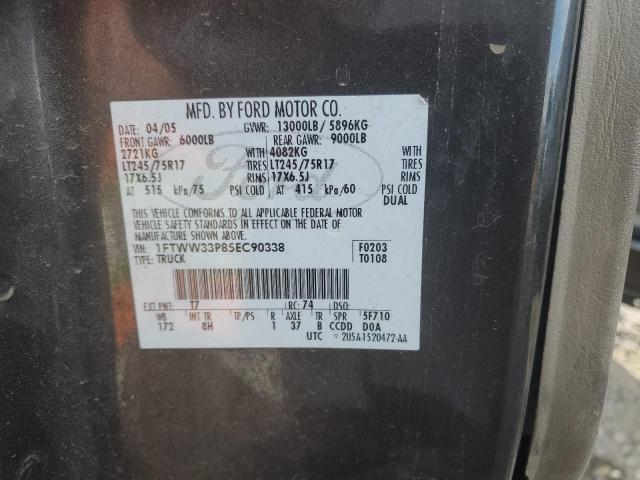 MFD. BY FORD MOTOR CO.
DATE: 04/05 GVWR: 13000LB/ 5896KG
FRONT GAWR: 6000LB REAR GAWR: 9000LB
2721KG WITH 4082KG WITH
LT245/75R17 TIRES LT245/75R17 TIRES
17X6.5J RIMS 17X6.5J RIMS
AT 515 kPa/75 PSI COLD AT 415 kPa/60 PSI COLD
DUAL
THIS VEHICLE CONFORMS TO ALL APPLICABLE FEDERAL MOTOR
VEHICLE SAFETY STANDARDS IN EFFECT ON THE DATE OF
MANUFACTURE SHOWN ABOVE.
VIN: 1FTWW33P85EC90338 F0203
TYPE: TRUCK T0108
EXT PNT: T7 RC: 74 DSO:
WB INT TR TP/PS R AXLE TR SPR 5F710
172 8H 1 37 B CCDD DOA
UTC 2U5A-1520472-AA
Ford